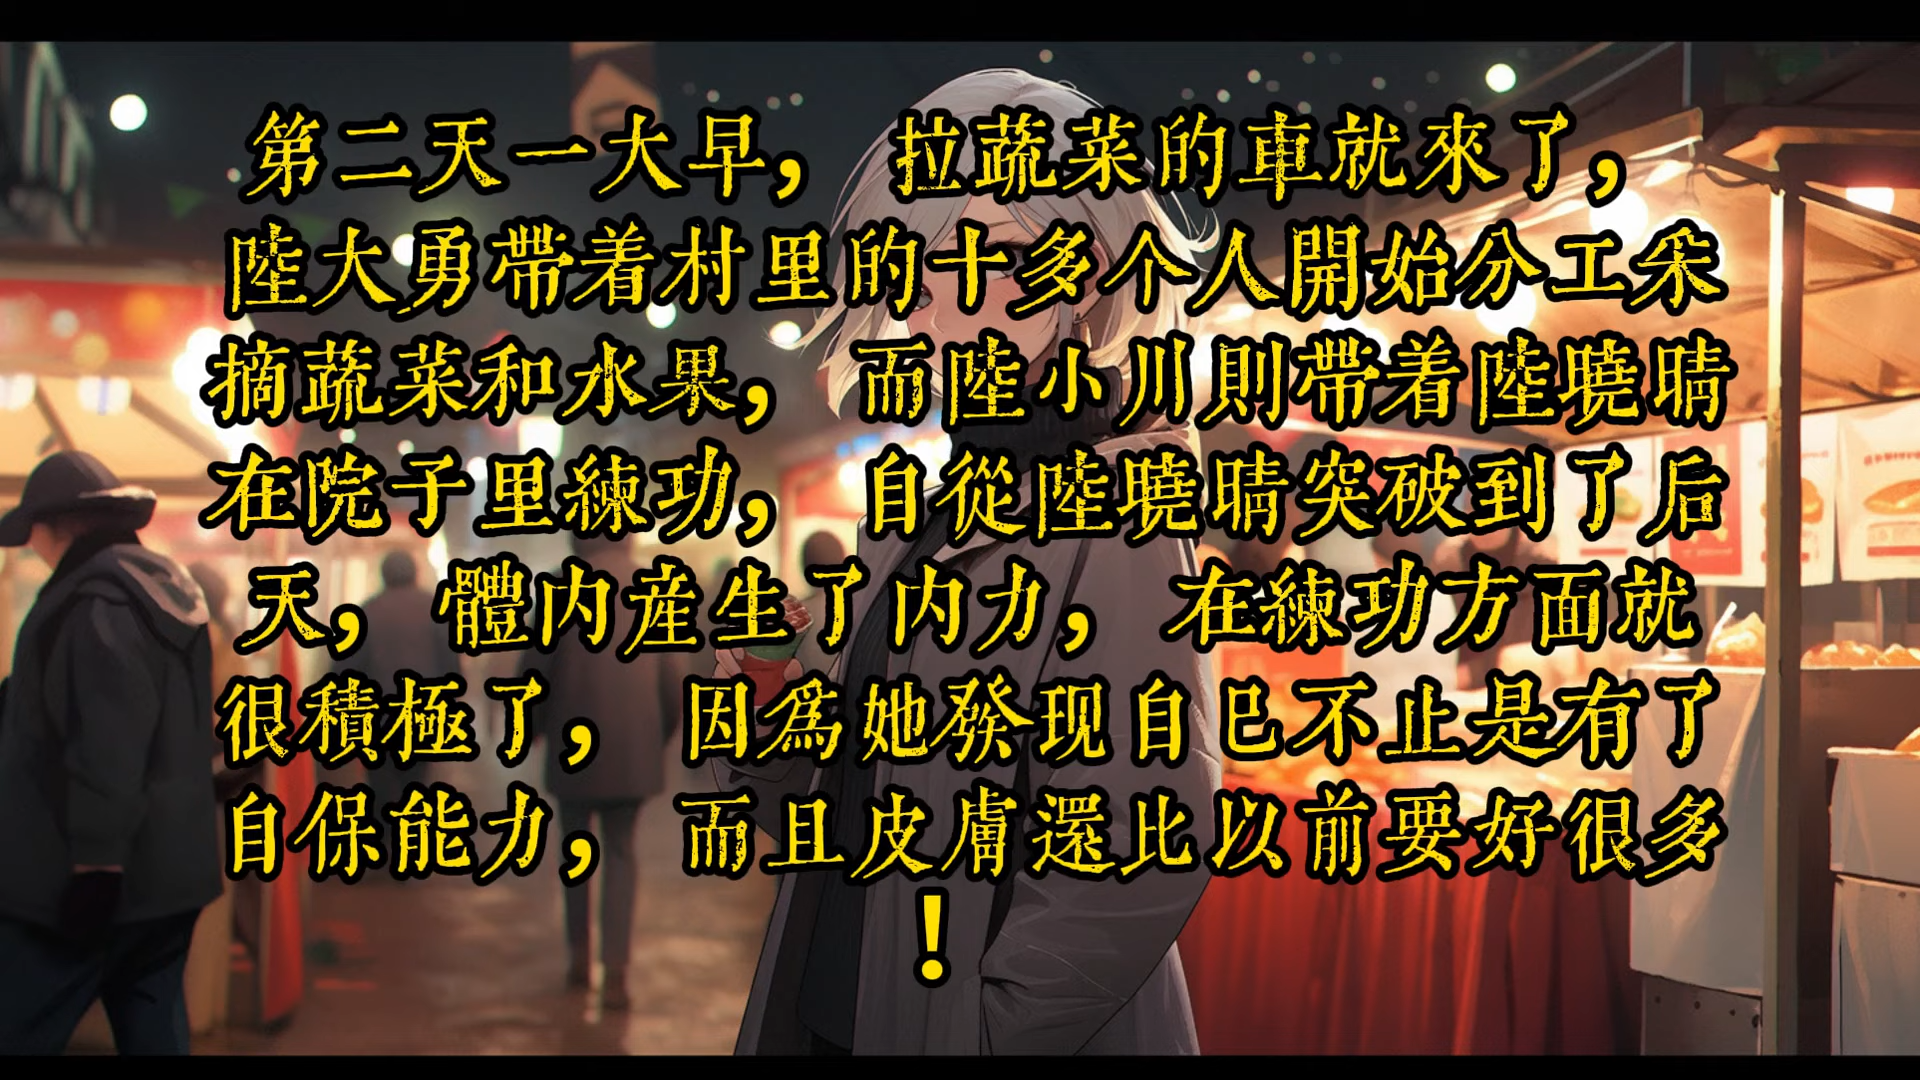 第二天一大早， 拉蔬菜的車就來了，
陸大勇帶着村里的十多个人開始分工采
摘蔬菜和水果， 而陸小川則帶着陸曉晴
在院子里練功， 自從陸曉晴突破到了后
天， 體内産生了内力， 在練功方面就
很積極了， 因爲她發现自已不止是有了
自保能力， 而且皮膚還比以前要好很多
！